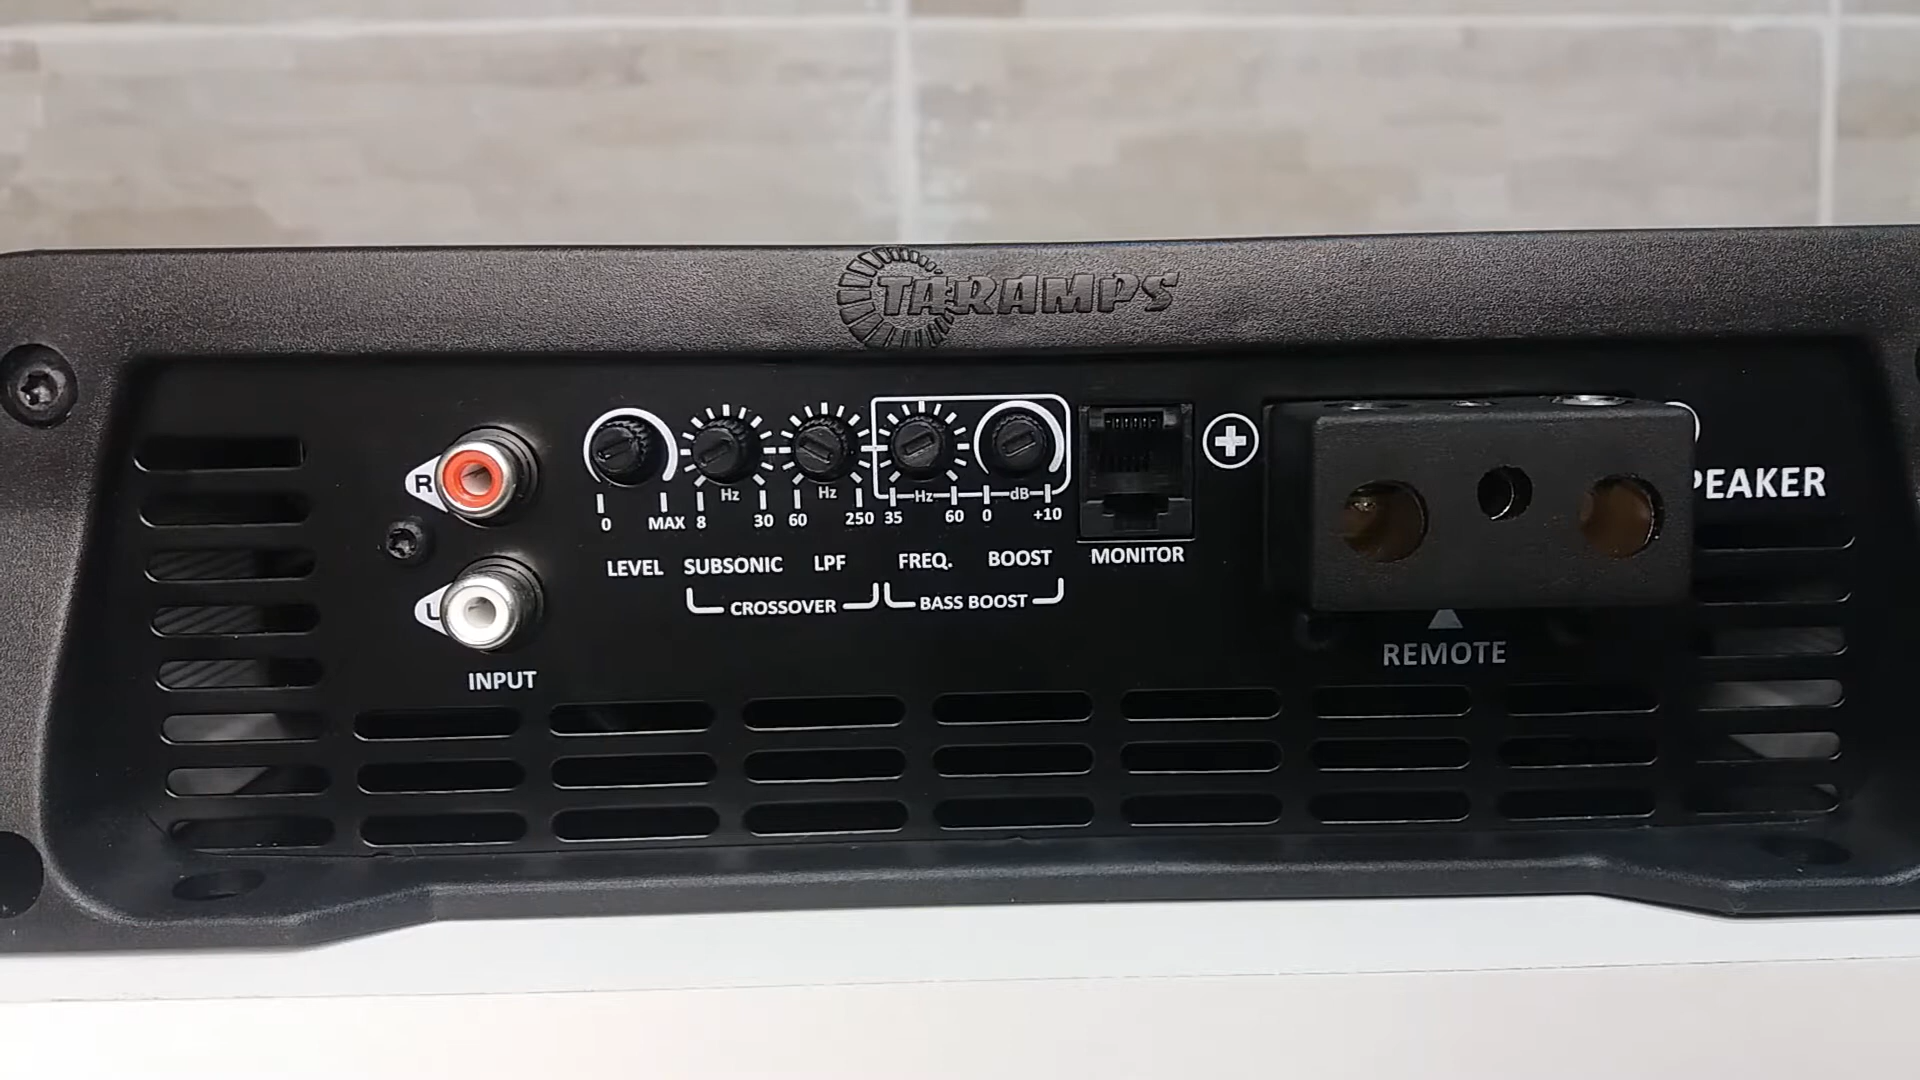 TARAMPS
R
L
INPUT
0 MAX
LEVEL
Hz
8 30
SUBSONIC
Hz
60 250
LPF
CROSSOVER
Hz
35 60
FREQ.
dB
0 +10
BOOST
BASS BOOST
MONITOR
+
REMOTE
PEAKER